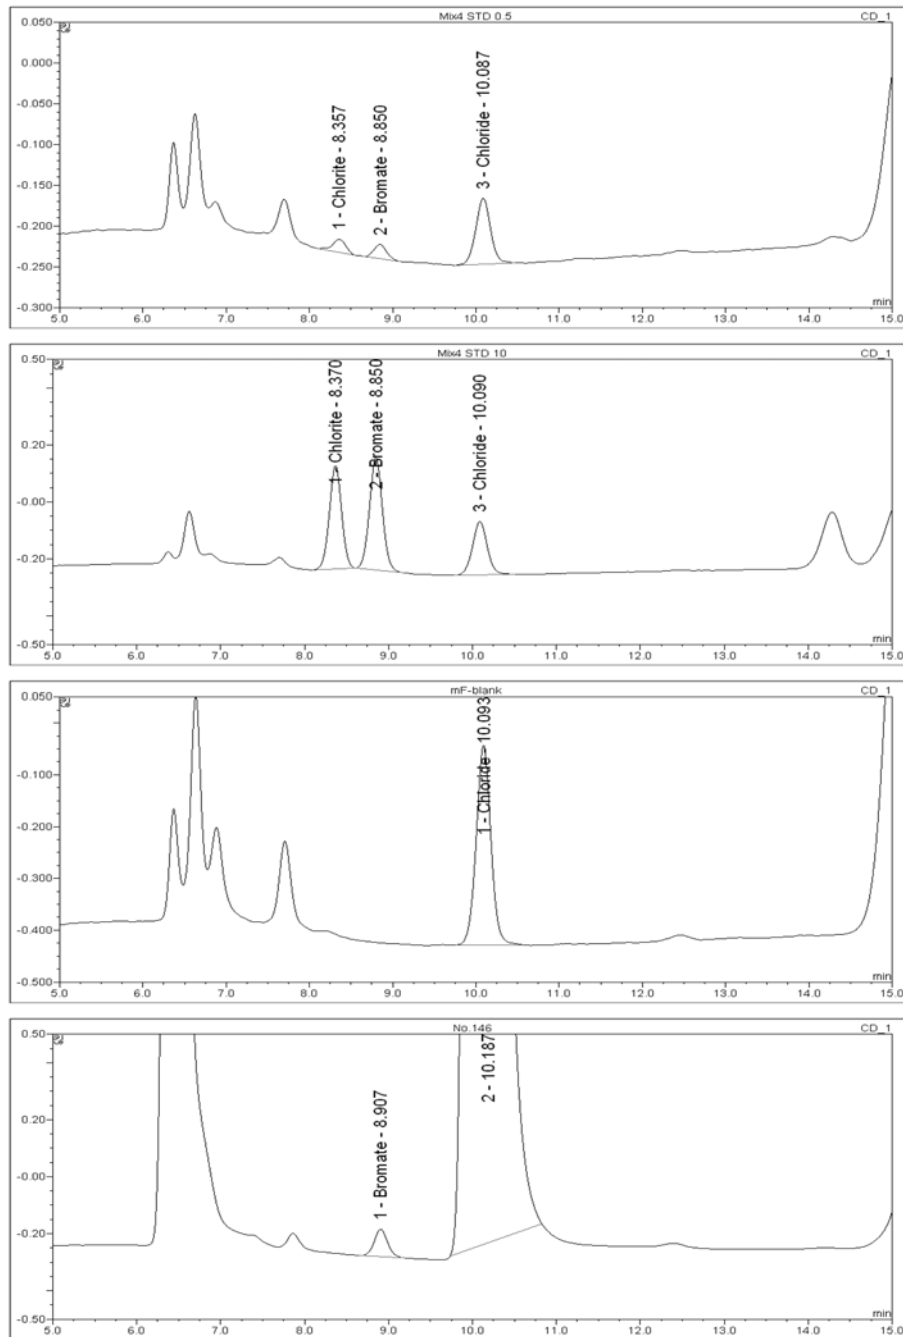 Mix4 STD 0.5
CD_1
0.050
0.000
-0.050
-0.100
-0.150
-0.200
-0.250
-0.300
1 - Chlorite - 8.357
2 - Bromate - 8.850
3 - Chloride - 10.087
min
5.0 6.0 7.0 8.0 9.0 10.0 11.0 12.0 13.0 14.0 15.0
Mix4 STD 10
CD_1
0.50
0.20
-0.00
-0.20
-0.50
1 - Chlorite - 8.370
2 - Bromate - 8.850
3 - Chloride - 10.090
min
5.0 6.0 7.0 8.0 9.0 10.0 11.0 12.0 13.0 14.0 15.0
mF-blank
CD_1
0.050
-0.100
-0.200
-0.300
-0.400
-0.500
1 - Chloride - 10.093
min
5.0 6.0 7.0 8.0 9.0 10.0 11.0 12.0 13.0 14.0 15.0
No.146
CD_1
0.50
0.20
-0.00
-0.20
-0.50
1 - Bromate - 8.907
2 - 10.187
min
5.0 6.0 7.0 8.0 9.0 10.0 11.0 12.0 13.0 14.0 15.0